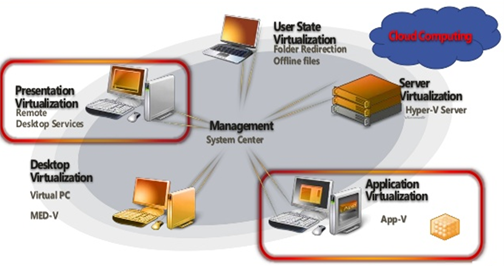 User State
Virtualization
Folder Redirection
Offline files
Cloud Computing
Presentation
Virtualization
Remote
Desktop Services
Server
Virtualization
Hyper-V Server
Management
System Center
Desktop
Virtualization
Virtual PC
MED-V
Application
Virtualization
App-V